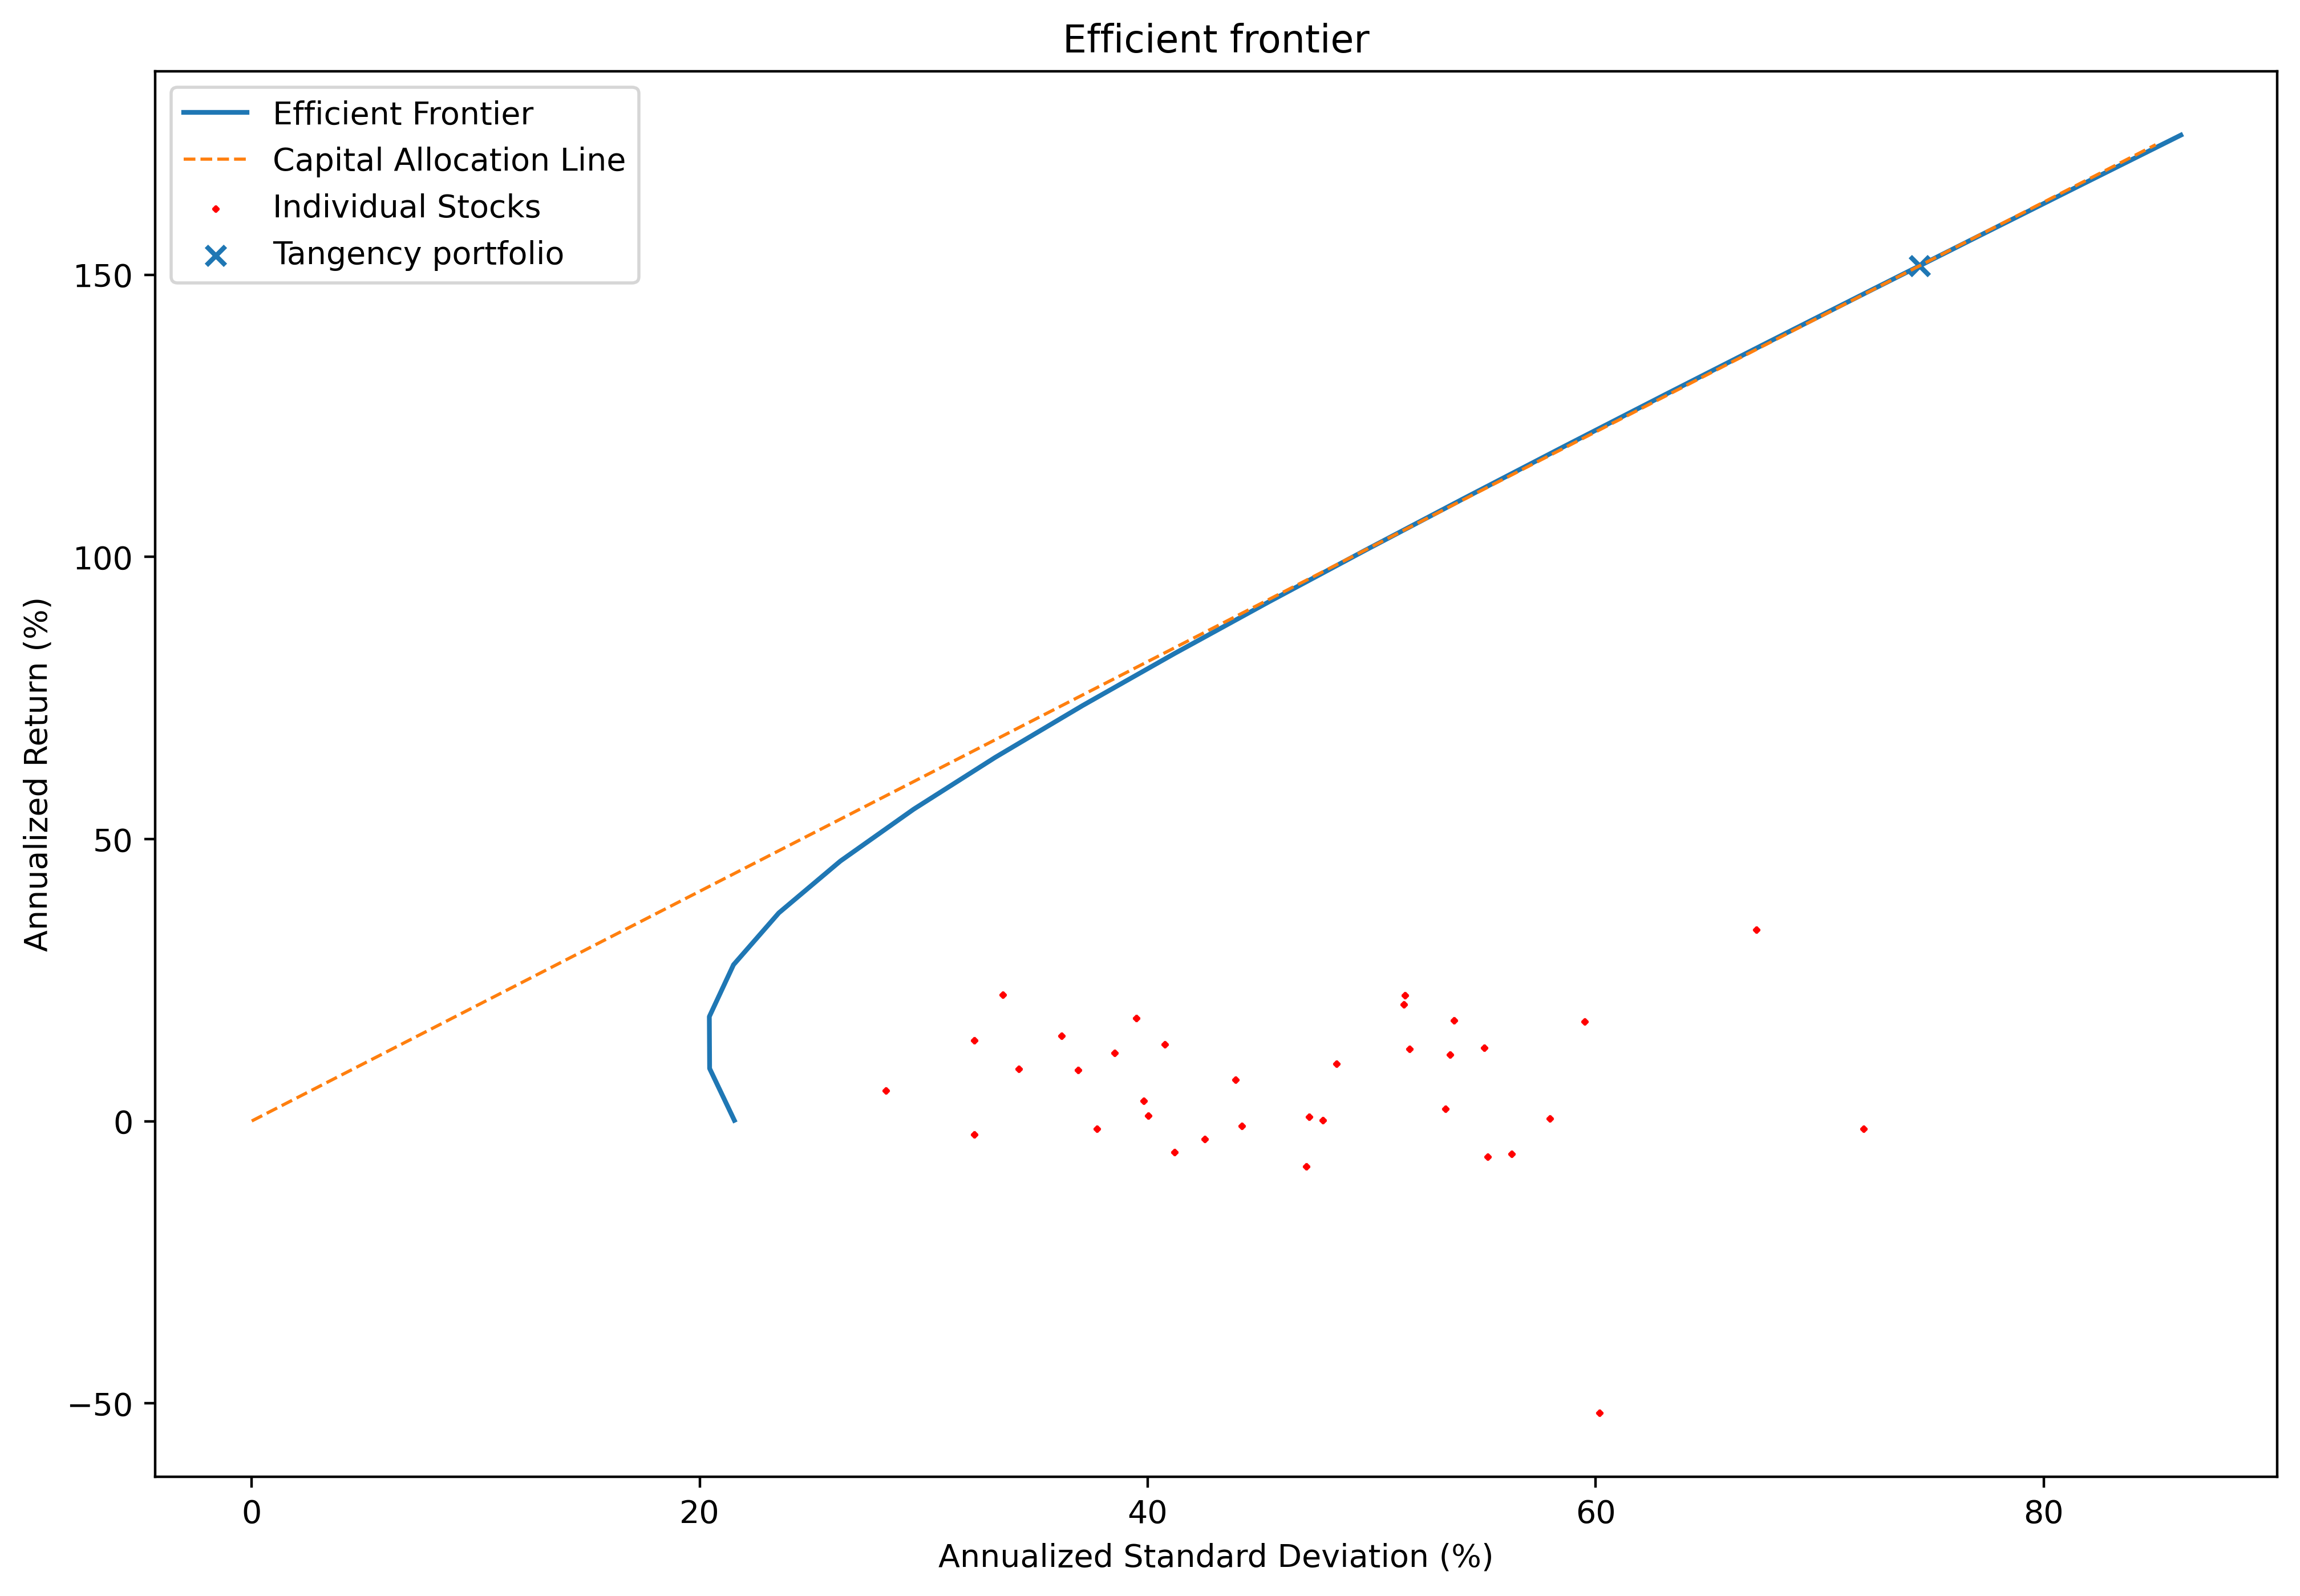 Efficient frontier
Efficient Frontier
Capital Allocation Line
Individual Stocks
Tangency portfolio
150
100
50
0
−50
Annualized Return (%)
0 20 40 60 80
Annualized Standard Deviation (%)